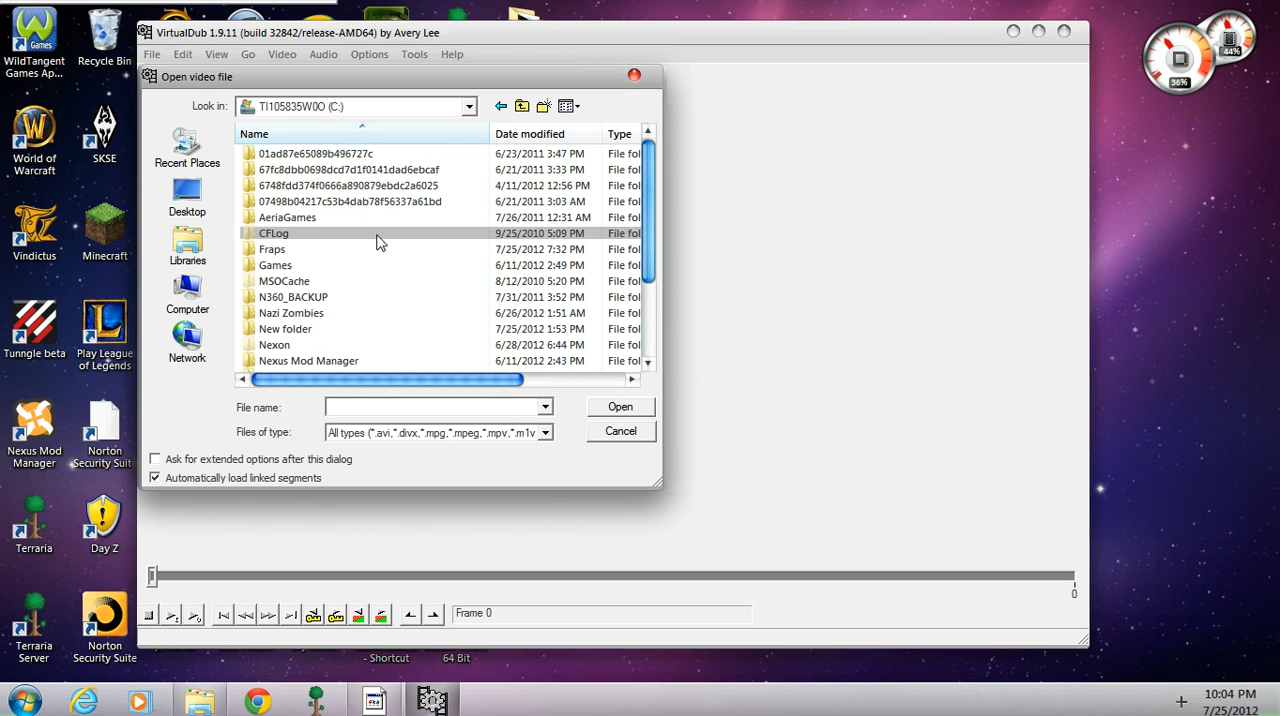 VirtualDub 1.9.11 (build 32842/release-AMD64) by Avery Lee
File Edit View Go Video Audio Options Tools Help
Open video file
Look in: TI105835W0O (C:)
Name Date modified Type
01ad87e65089b496727c 6/23/2011 3:47 PM File fol
67fc8dbb0698dcd7d1f0141dad6ebcaf 6/21/2011 3:33 PM File fol
6748fdd374f0666a890879ebdc2a6025 4/11/2012 12:56 PM File fol
07498b04217c53b4dab78f56337a61bd 6/21/2011 3:03 AM File fol
AeriaGames 7/26/2011 12:31 AM File fol
CFLog 9/25/2010 5:09 PM File fol
Fraps 7/25/2012 7:32 PM File fol
Games 6/11/2012 2:49 PM File fol
MSOCache 8/12/2010 5:20 PM File fol
N360_BACKUP 7/31/2011 3:52 PM File fol
Nazi Zombies 6/26/2012 1:51 AM File fol
New folder 7/25/2012 1:53 PM File fol
Nexon 6/28/2012 6:44 PM File fol
Nexus Mod Manager 6/11/2012 2:43 PM File fol
Recent Places
Desktop
Libraries
Computer
Network
File name:
Open
Files of type: All types (*.avi,*.divx,*.mpg,*.mpeg,*.mpv,*.m1v
Cancel
Ask for extended options after this dialog
Automatically load linked segments
0
Frame 0
WildTangent
Games Ap...
Recycle Bin
World of
Warcraft
SKSE
Vindictus
Minecraft
Tunngle beta
Play League
of Legends
Nexus Mod
Manager
Norton
Security Suite
Terraria
Day Z
Terraria
Server
Norton
Security Suite
- Shortcut
64 Bit
44%
36%
10:04 PM
7/25/2012